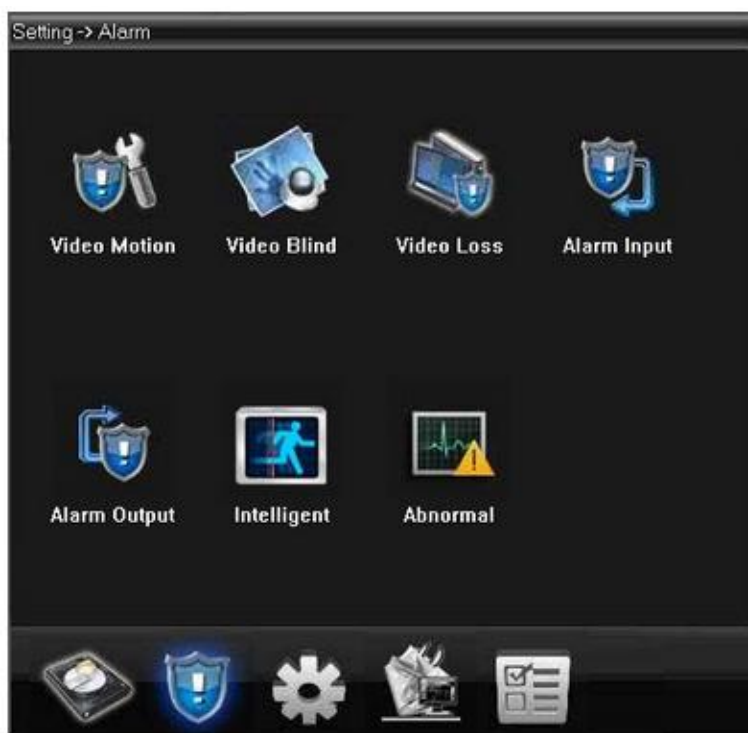 Setting -> Alarm
Video Motion
Video Blind
Video Loss
Alarm Input
Alarm Output
Intelligent
Abnormal